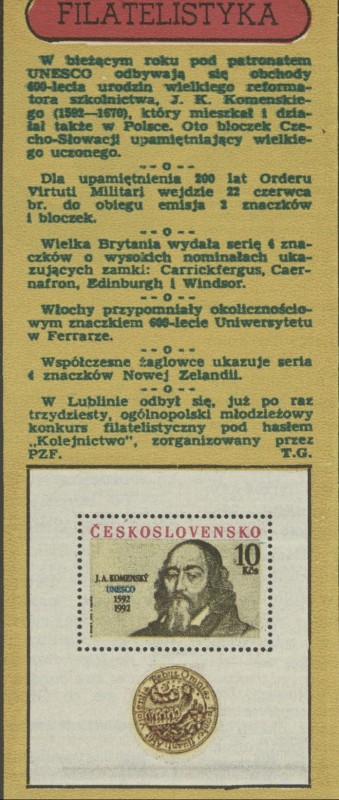 FILATELISTYKA
W bieżącym roku pod patronatem
UNESCO odbywają się obchody
400-lecia urodzin wielkiego reforma-
tora szkolnictwa, J. K. Komenskie-
go (1592—1670), który mieszkał i dzia-
łał także w Polsce. Oto bloczek Cze-
cho-Słowacji upamiętniający wielkie-
go uczonego.
—o—
Dla upamiętnienia 200 lat Orderu
Virtuti Militari wejdzie 22 czerwca
br. do obiegu emisja 2 znaczków
i bloczek.
—o—
Wielka Brytania wydała serię 4 zna-
czków o wysokich nominałach uka-
zujących zamki: Carrickfergus, Caer-
nafron, Edinburgh i Windsor.
—o—
Włochy przypomniały okolicznościo-
wym znaczkiem 600-lecie Uniwersytetu
w Ferrarze.
—o—
Współczesne żaglowce ukazuje seria
4 znaczków Nowej Zelandii.
—o—
W Lublinie odbył się, już po raz
trzydziesty, ogólnopolski młodzieżowy
konkurs filatelistyczny pod hasłem
„Kolejnictwo”, zorganizowany przez
PZF. T.G.
ČESKOSLOVENSKO
10
Kčs
J.A. KOMENSKÝ
UNESCO
1592
1992